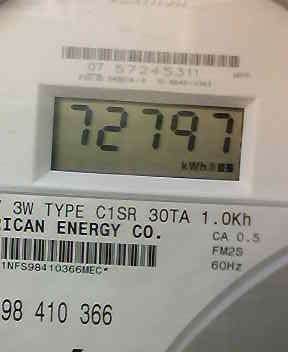 07 57245311
72797
kWh
3W TYPE C1SR 30TA 1.0Kh
RICAN ENERGY CO.
CA 0.5
FM2S
1NFS98410366MEC*
60Hz
98 410 366